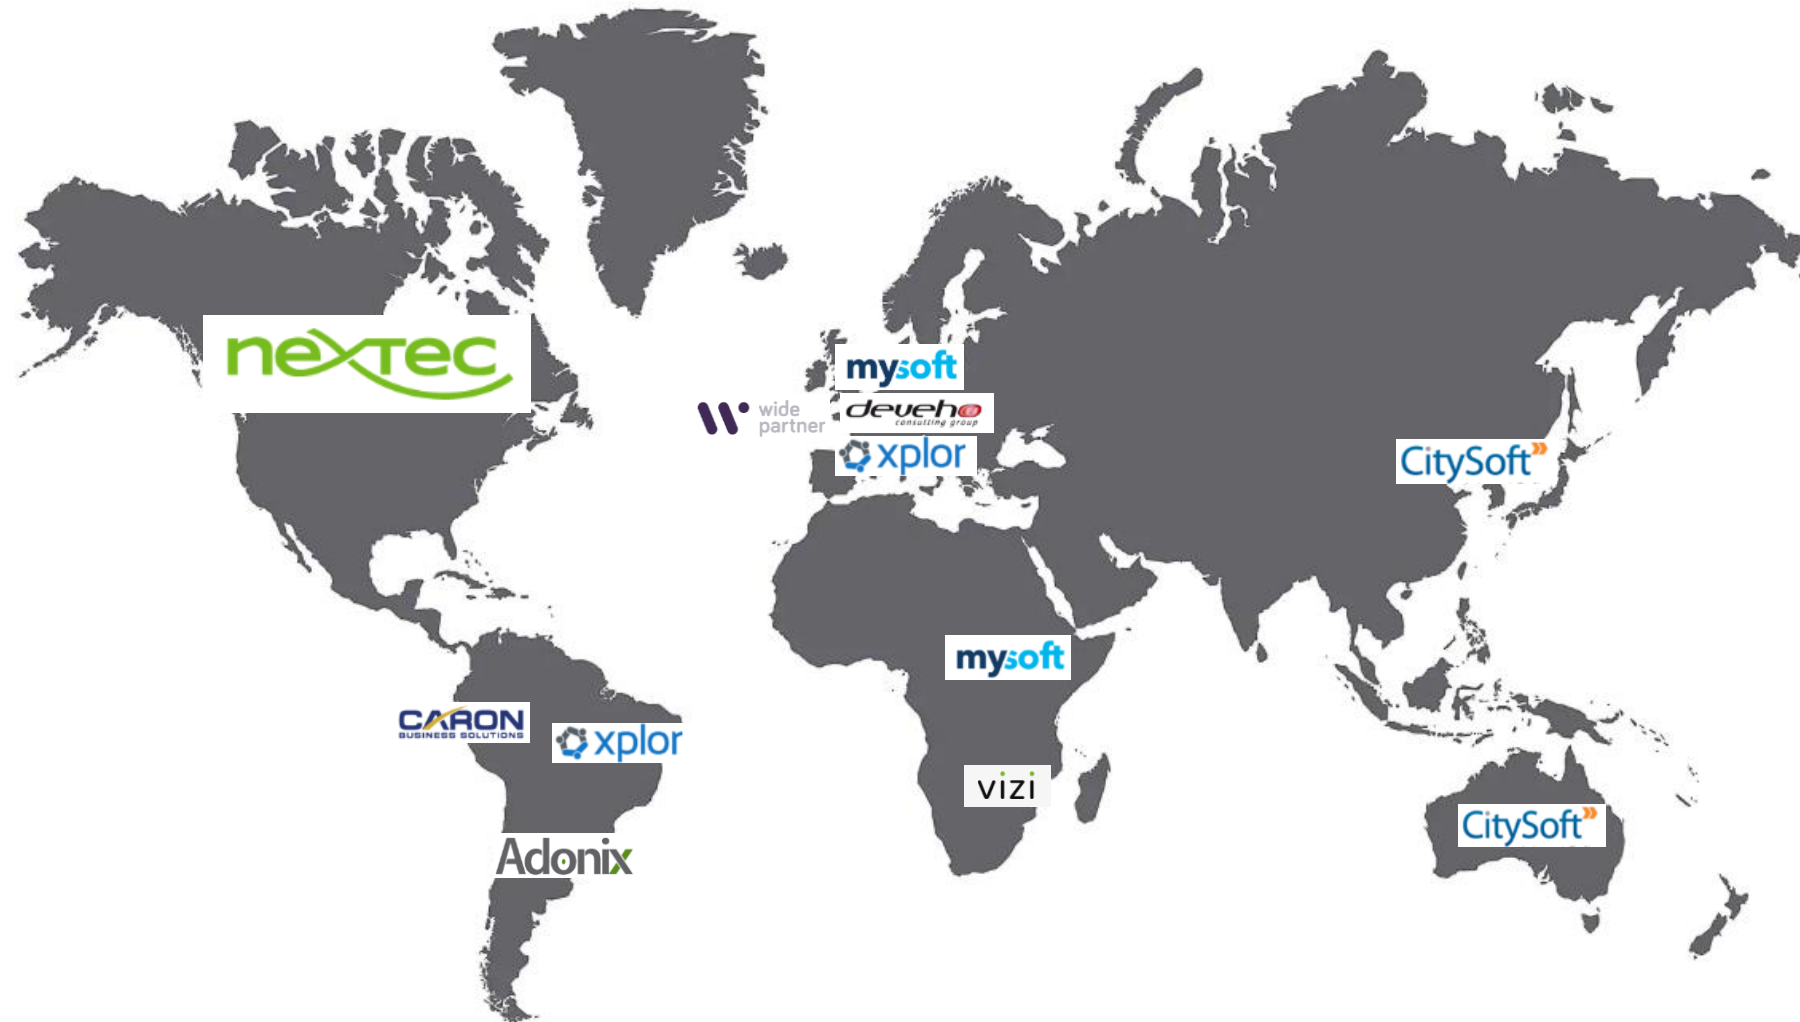 nextec
mysoft
wide
partner
deveho
consulting group
xplor
CitySoft
mysoft
CARON
BUSINESS SOLUTIONS
xplor
vizi
CitySoft
Adonix